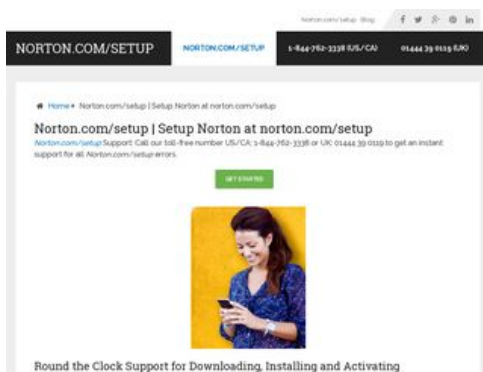 Norton.com/setup Blog
NORTON.COM/SETUP
NORTON.COM/SETUP
1-844-762-3338 (US/CA)
01444 39 0119 (UK)
Home Norton.com/setup | Setup Norton at norton.com/setup
Norton.com/setup | Setup Norton at norton.com/setup
Norton.com/setup Support: Call our toll-free number US/CA: 1-844-762-3338 or UK: 01444 39 0119 to get an instant
support for all Norton.com/setup errors.
GET STARTED
Round the Clock Support for Downloading, Installing and Activating